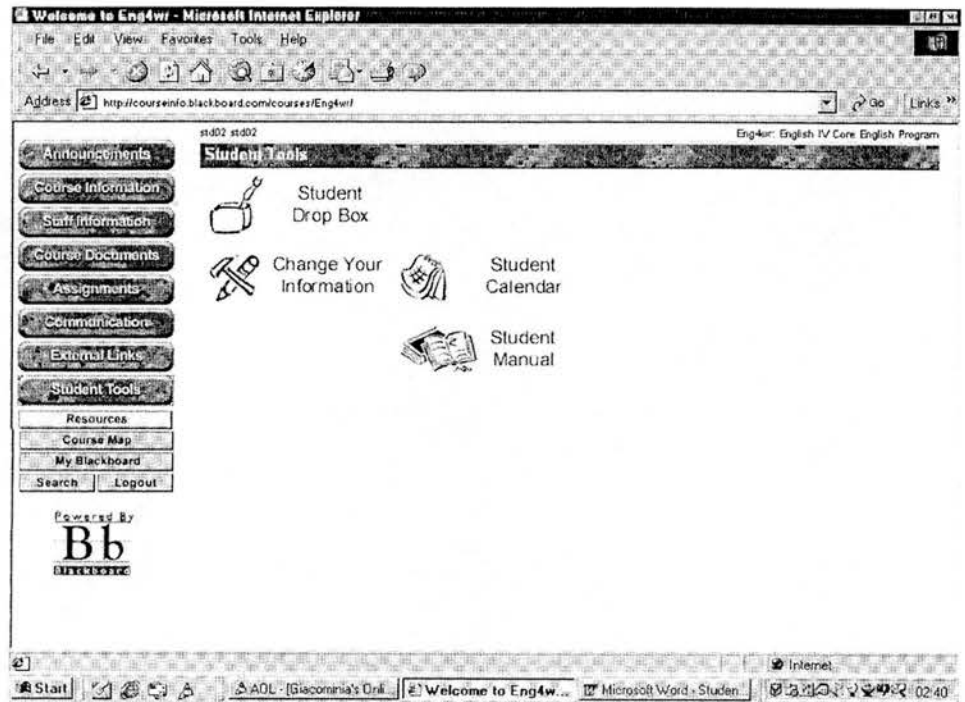 Welcome to Eng4wr - Microsoft Internet Explorer
File Edit View Favorites Tools Help
Address http://courseinfo.blackboard.com/courses/Eng4wr/ Go Links »
std02 std02 Eng4wr: English IV Core English Program
Announcements
Course Information
Staff Information
Course Documents
Assignments
Communication
External Links
Student Tools
Resources
Course Map
My Blackboard
Search Logout
Powered By
Bb
Blackboard
Student Tools
Student
Drop Box
Change Your
Information
Student
Calendar
Student
Manual
Internet
Start AOL - [Giacominia's Onli... Welcome to Eng4w... Microsoft Word - Studen... 02:40